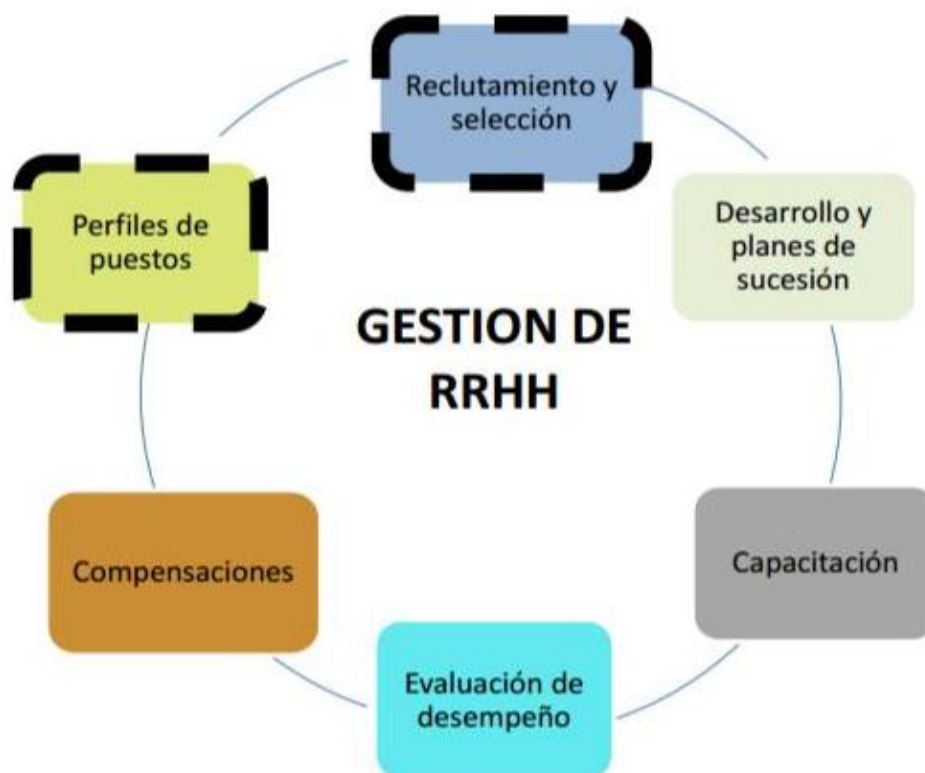 Reclutamiento y
selección
Desarrollo y
planes de
sucesión
Perfiles de
puestos
GESTION DE
RRHH
Capacitación
Compensaciones
Evaluación de
desempeño